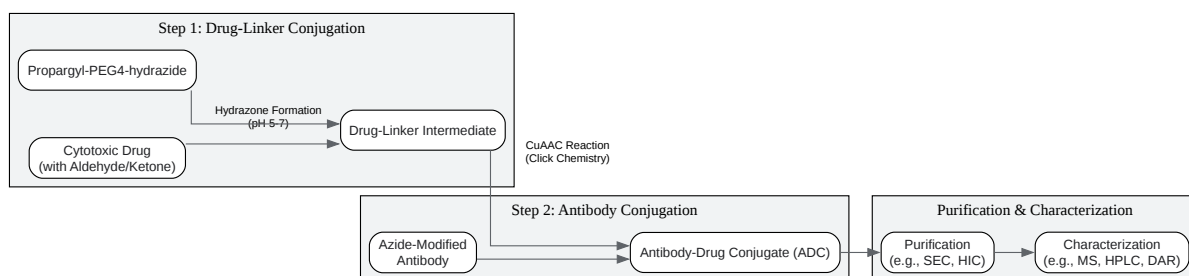 Step 1: Drug-Linker Conjugation
Propargyl-PEG4-hydrazide
Hydrazone Formation
(pH 5-7)
Drug-Linker Intermediate
Cytotoxic Drug
(with Aldehyde/Ketone)
CuAAC Reaction
(Click Chemistry)
Step 2: Antibody Conjugation
Azide-Modified
Antibody
Antibody-Drug Conjugate (ADC)
Purification & Characterization
Purification
(e.g., SEC, HIC)
Characterization
(e.g., MS, HPLC, DAR)